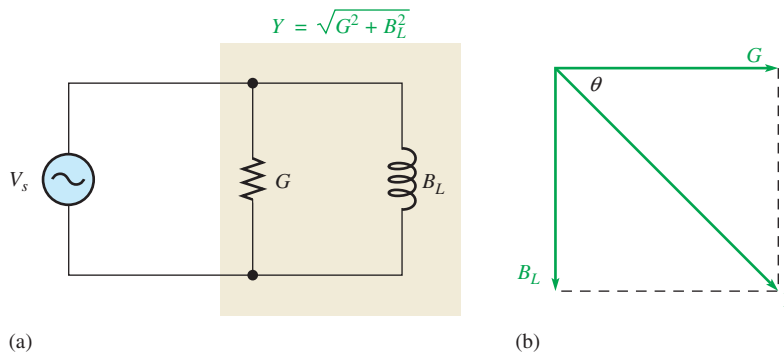 Y = √(G² + B_L²)
V_s
G
B_L
(a)
G
θ
B_L
(b)